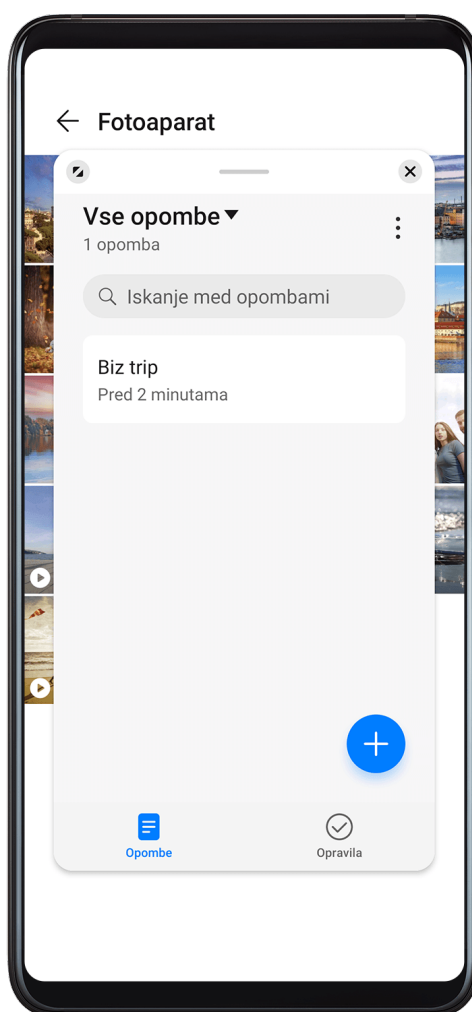 Fotoaparat
Vse opombe
1 opomba
Iskanje med opombami
Biz trip
Pred 2 minutama
Opombe
Opravila